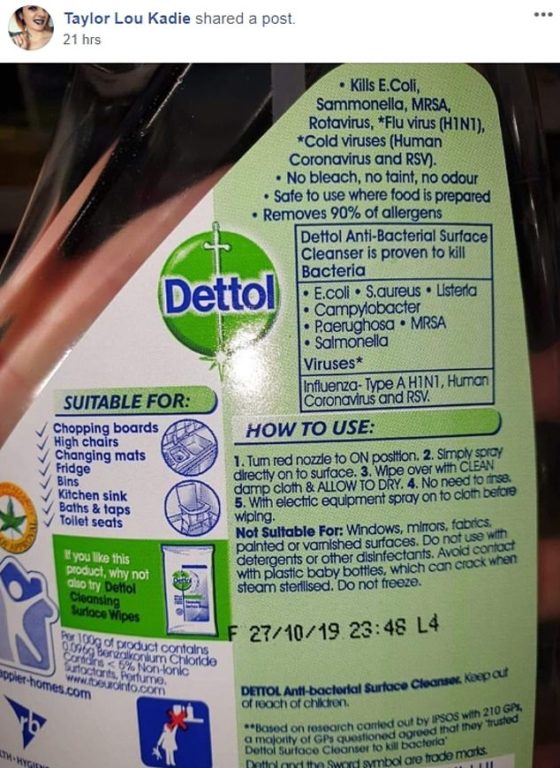 Taylor Lou Kadie shared a post.
21 hrs
• Kills E.Coli,
Sammonella, MRSA,
Rotavirus, *Flu virus (H1N1),
*Cold viruses (Human
Coronavirus and RSV).
• No bleach, no taint, no odour
• Safe to use where food is prepared
• Removes 90% of allergens
Dettol Anti-Bacterial Surface
Cleanser is proven to kill
Bacteria
• E.coli • S.aureus • Listeria
• Campylobacter
• P.aerughosa • MRSA
• Salmonella
Viruses*
Influenza- Type A H1N1, Human
Coronavirus and RSV.
Dettol
SUITABLE FOR:
Chopping boards
High chairs
Changing mats
Fridge
Bins
Kitchen sink
Baths & taps
Toilet seats
HOW TO USE:
1. Turn red nozzle to ON position. 2. Simply spray
directly on to surface. 3. Wipe over with CLEAN
damp cloth & ALLOW TO DRY. 4. No need to rinse.
5. With electric equipment spray on to cloth before
wiping.
Not Suitable For: Windows, mirrors, fabrics,
painted or varnished surfaces. Do not use with
detergents or other disinfectants. Avoid contact
with plastic baby bottles, which can crack when
steam sterilised. Do not freeze.
If you like this
product, why not
also try Dettol
Cleansing
Surface Wipes
Dettol
F 27/10/19 23:48 L4
Per 100g of product contains
0.096g Benzalkonium Chloride
Contains < 5% Non-Ionic
Surfactants, Perfume.
www.rbeuroinfo.com
appier-homes.com
rb
DETTOL Anti-bacterial Surface Cleanser. Keep out
of reach of children.
**Based on research carried out by IPSOS with 210 GPs,
a majority of GPs questioned agreed that they 'trusted
Dettol Surface Cleanser to kill bacteria'
Dettol and the Sword symbol are trade marks.